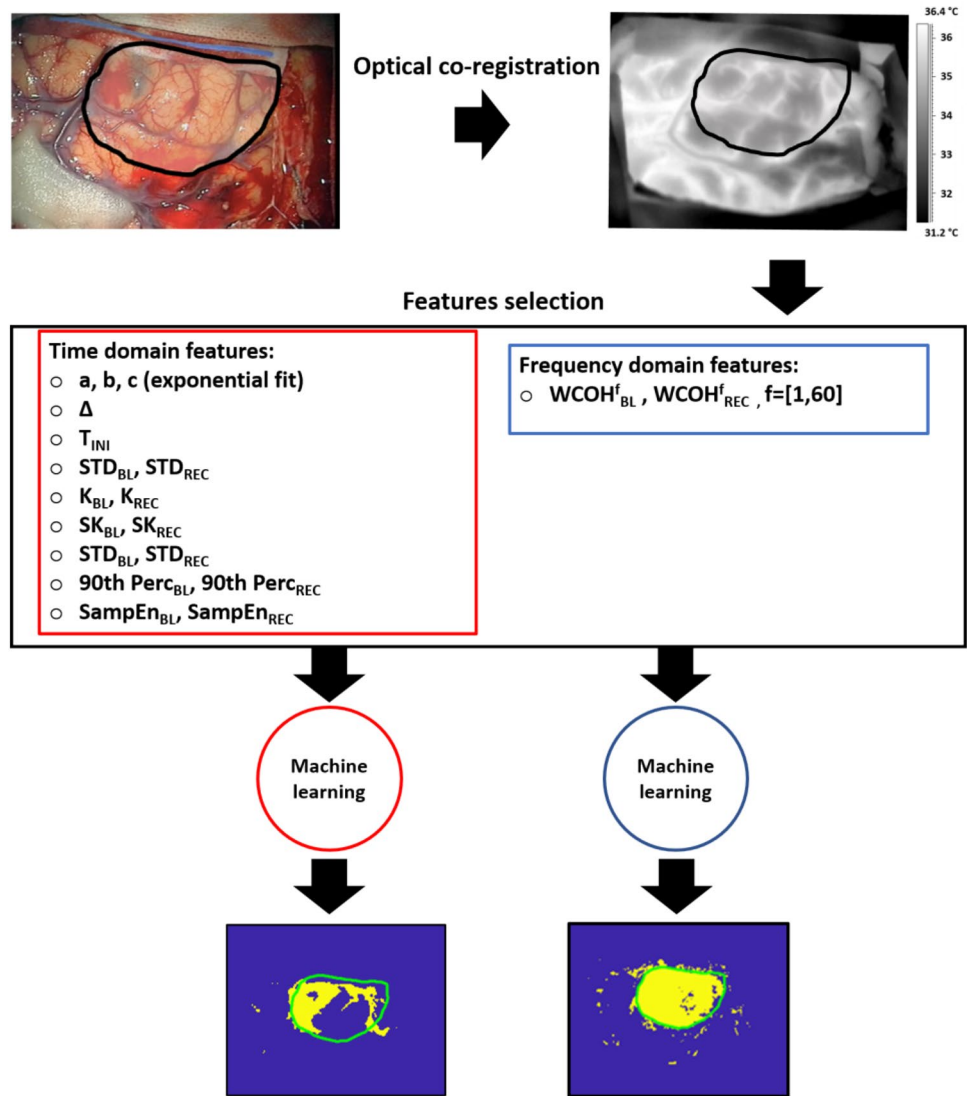 Optical co-registration
36.4 °C
36
35
34
33
32
31.2 °C
Features selection
Time domain features:
○ a, b, c (exponential fit)
○ Δ
○ T_INI
○ STD_BL, STD_REC
○ K_BL, K_REC
○ SK_BL, SK_REC
○ STD_BL, STD_REC
○ 90th Perc_BL, 90th Perc_REC
○ SampEn_BL, SampEn_REC
Frequency domain features:
○ WCOH^f_BL , WCOH^f_REC , f=[1,60]
Machine
learning
Machine
learning